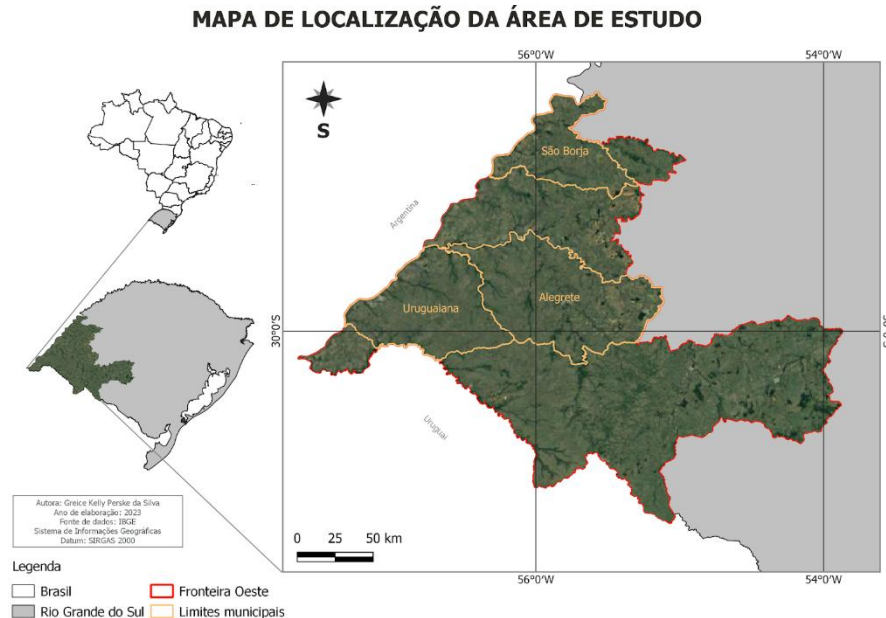 MAPA DE LOCALIZAÇÃO DA ÁREA DE ESTUDO
56°0'W
54°0'W
S
São Borja
Argentina
Uruguaiana
Alegrete
30°0'S
30°0'S
Uruguai
Autora: Greice Kelly Perske da Silva
Ano de elaboração: 2023
Fonte de dados: IBGE
Sistema de Informações Geográficas
Datum: SIRGAS 2000
0 25 50 km
Legenda
Brasil
Fronteira Oeste
Rio Grande do Sul
Limites municipais
56°0'W
54°0'W